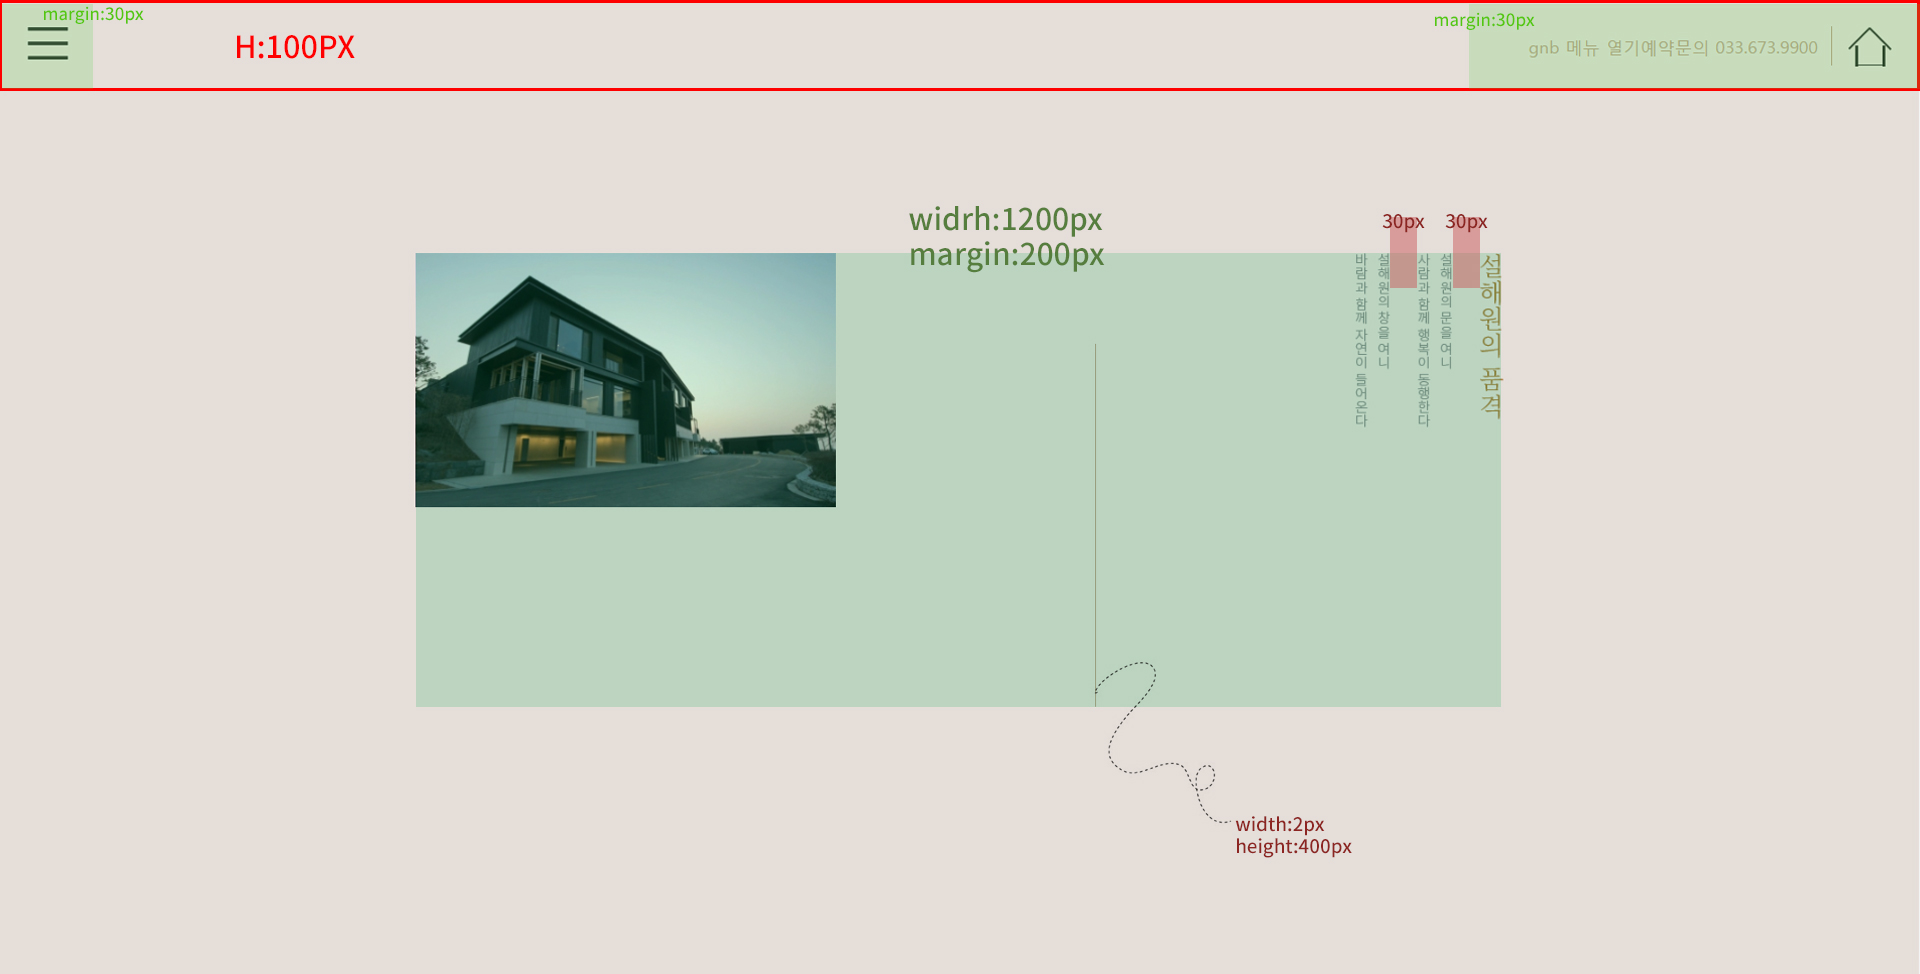 margin:30px
H:100PX
margin:30px
gnb 메뉴 열기예약문의 033.673.9900
widrh:1200px
margin:200px
30px
30px
설해원의 품격
설해원의 문을 여니
사람과 함께 행복이 동행한다
설해원의 창을 여니
바람과 함께 자연이 들어온다
width:2px
height:400px